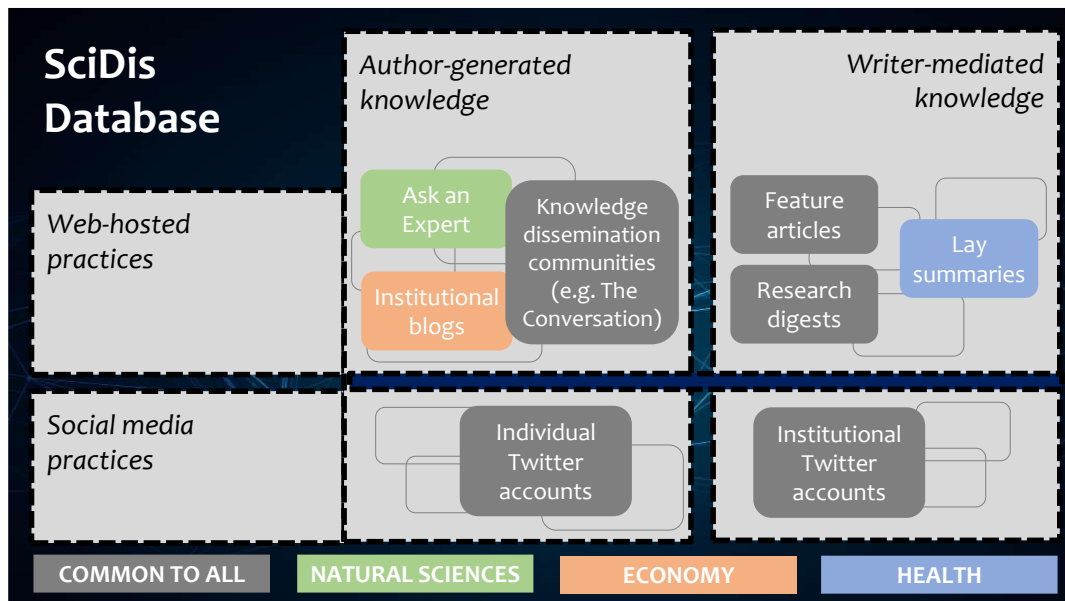 SciDis
Database
Author-generated
knowledge
Writer-mediated
knowledge
Web-hosted
practices
Ask an
Expert
Institutional
blogs
Knowledge
dissemination
communities
(e.g. The
Conversation)
Feature
articles
Research
digests
Lay
summaries
Social media
practices
Individual
Twitter
accounts
Institutional
Twitter
accounts
COMMON TO ALL
NATURAL SCIENCES
ECONOMY
HEALTH